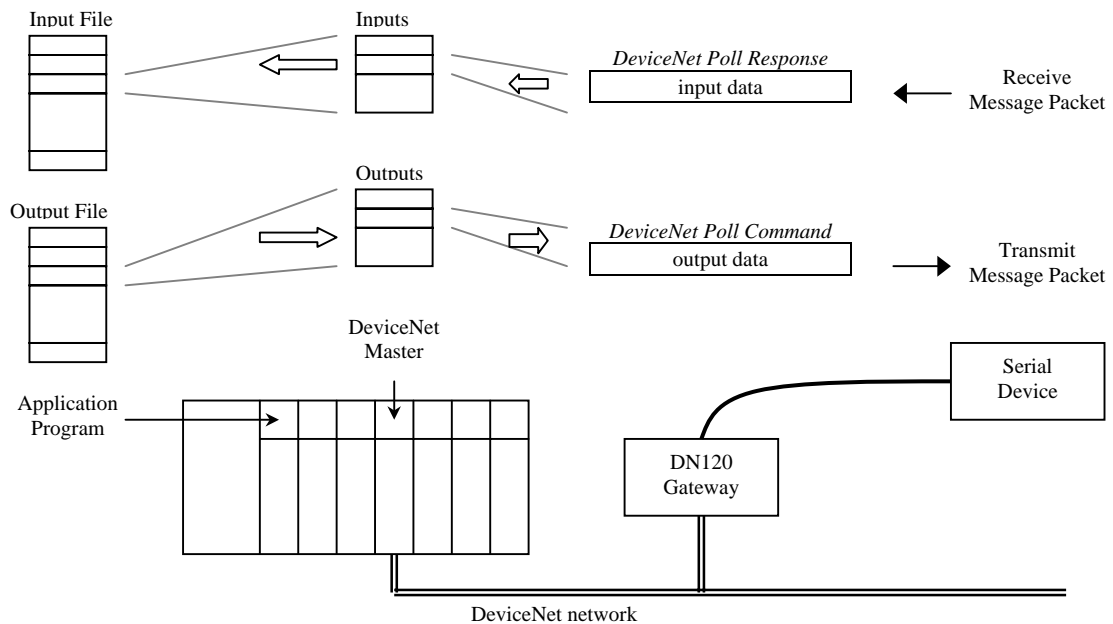 Input File
Inputs
DeviceNet Poll Response
input data
Receive
Message Packet
Output File
Outputs
DeviceNet Poll Command
output data
Transmit
Message Packet
DeviceNet
Master
Application
Program
Serial
Device
DN120
Gateway
DeviceNet network